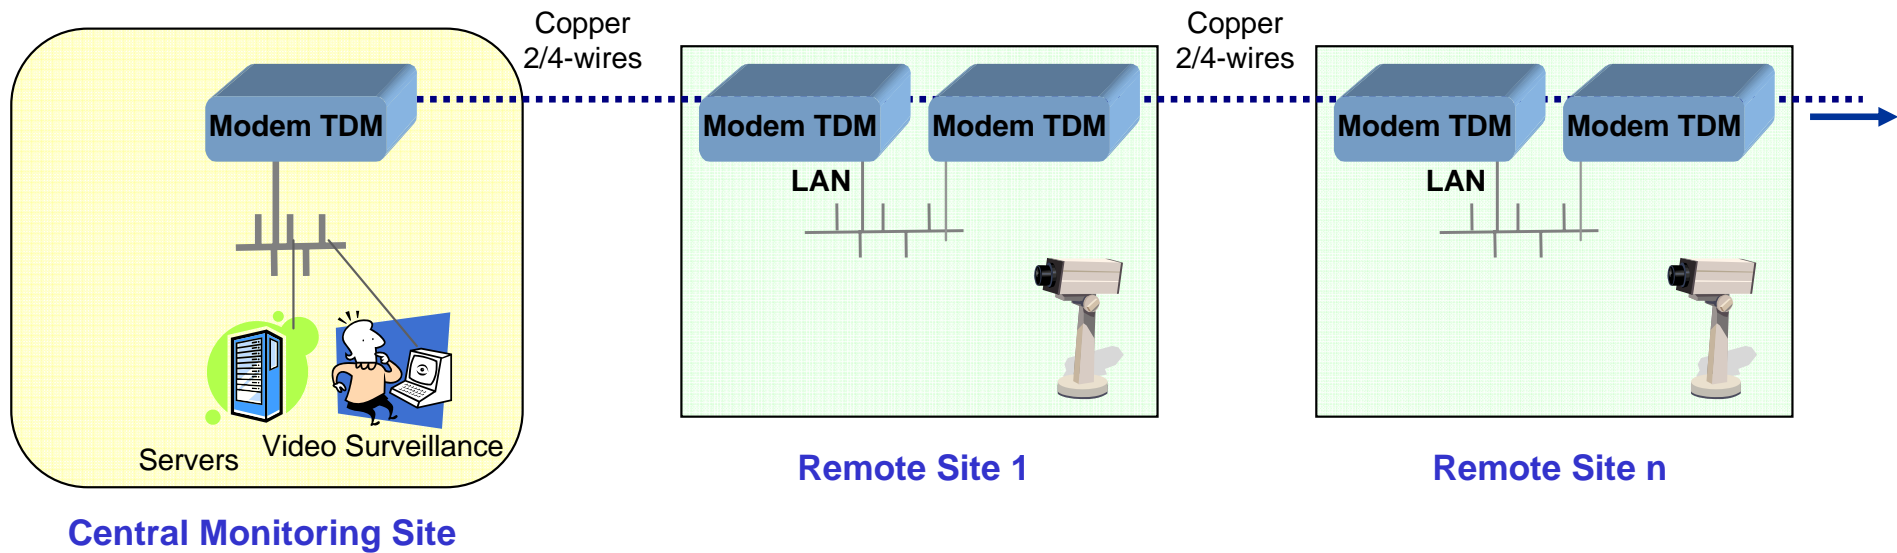 Copper
2/4-wires
Copper
2/4-wires
Modem TDM
Modem TDM
Modem TDM
Modem TDM
Modem TDM
LAN
LAN
Servers
Video Surveillance
Remote Site 1
Remote Site n
Central Monitoring Site